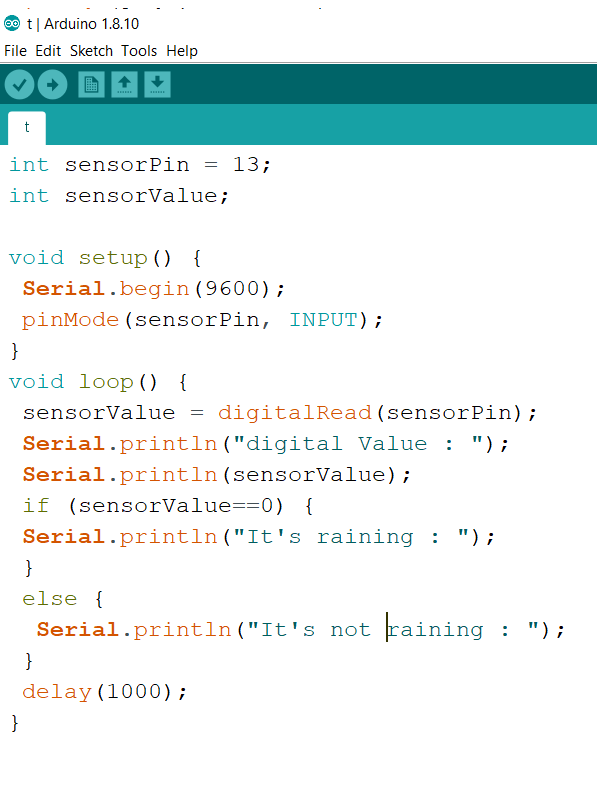 t | Arduino 1.8.10
File Edit Sketch Tools Help
t
int sensorPin = 13;
int sensorValue;
void setup() {
Serial.begin(9600);
pinMode(sensorPin, INPUT);
}
void loop() {
sensorValue = digitalRead(sensorPin);
Serial.println("digital Value : ");
Serial.println(sensorValue);
if (sensorValue==0) {
Serial.println("It's raining : ");
}
else {
Serial.println("It's not raining : ");
}
delay(1000);
}